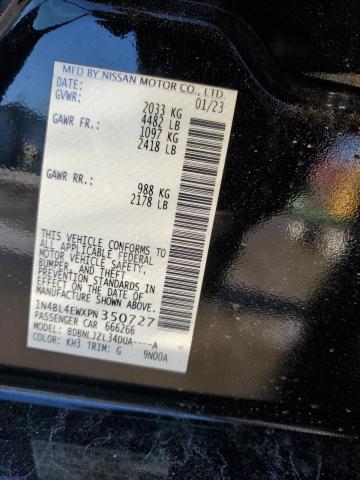 MFD BY NISSAN MOTOR CO., LTD.
DATE: 01/23
GVWR: 2033 KG
4482 LB
GAWR FR.: 1097 KG
2418 LB
GAWR RR.: 988 KG
2178 LB
THIS VEHICLE CONFORMS TO
ALL APPLICABLE FEDERAL
MOTOR VEHICLE SAFETY,
BUMPER, AND THEFT
PREVENTION STANDARDS IN
EFFECT ON THE DATE OF
MANUFACTURE SHOWN ABOVE.
1N4BL4EWXPN350727
PASSENGER CAR 666266
MODEL: BDBNLJZL34DUA----A
COLOR: KH3 TRIM: G 9N00A